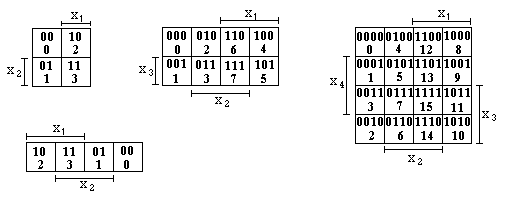 X1
00 10
0 2
X2
01 11
1 3
X1
000 010 110 100
0 2 6 4
X3
001 011 111 101
1 3 7 5
X2
X1
0000 0100 1100 1000
0 4 12 8
0001 0101 1101 1001
X4
1 5 13 9
0011 0111 1111 1011
3 7 15 11
X3
0010 0110 1110 1010
2 6 14 10
X2
X1
10 11 01 00
2 3 1 0
X2